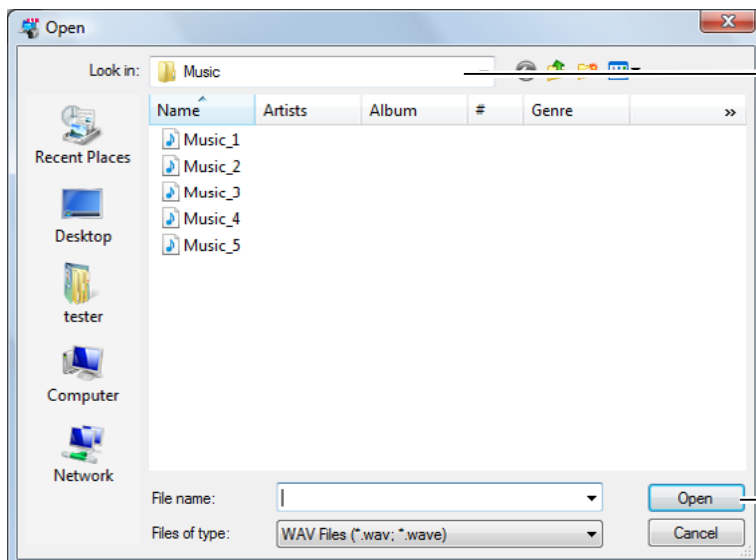 Open
Look in: Music
Name Artists Album # Genre »
Music_1
Music_2
Music_3
Music_4
Music_5
Recent Places
Desktop
tester
Computer
Network
File name: Open
Files of type: WAV Files (*.wav; *.wave) Cancel